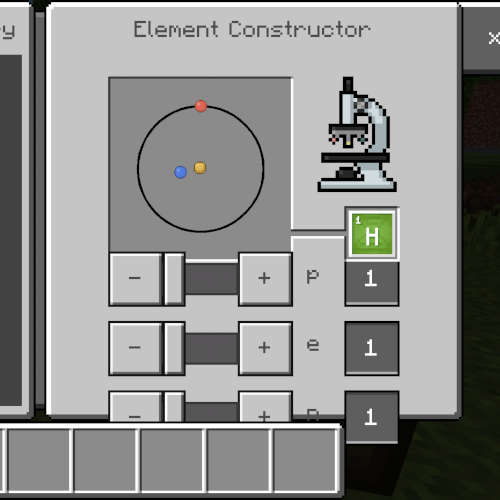 Element Constructor
x
1
H
- + p 1
- + e 1
- + n 1